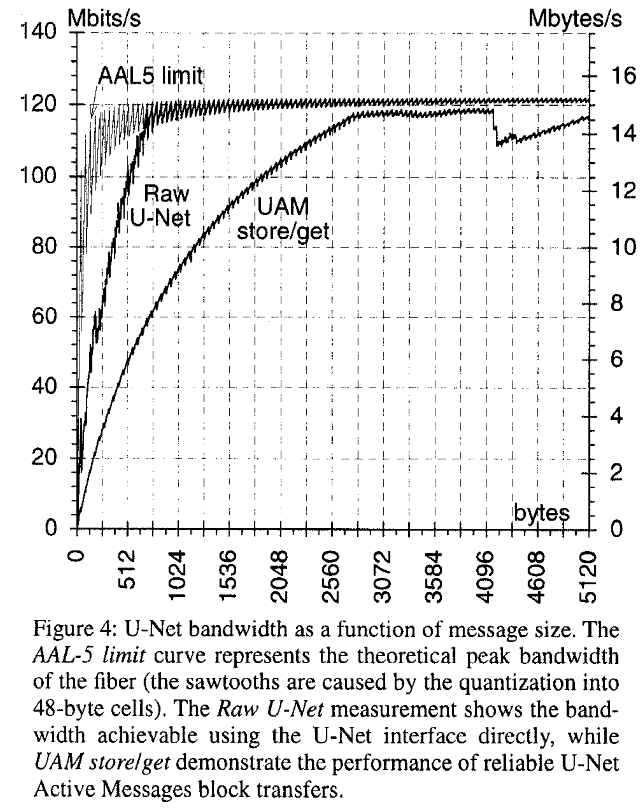 Mbits/s Mbytes/s
140
AAL5 limit
16
120
14
100
Raw
U-Net
UAM
store/get
12
80
10
60
8
6
40
4
20
2
bytes
0 0
0 512 1024 1536 2048 2560 3072 3584 4096 4608 5120
Figure 4: U-Net bandwidth as a function of message size. The
AAL-5 limit curve represents the theoretical peak bandwidth
of the fiber (the sawtooths are caused by the quantization into
48-byte cells). The Raw U-Net measurement shows the band-
width achievable using the U-Net interface directly, while
UAM store/get demonstrate the performance of reliable U-Net
Active Messages block transfers.